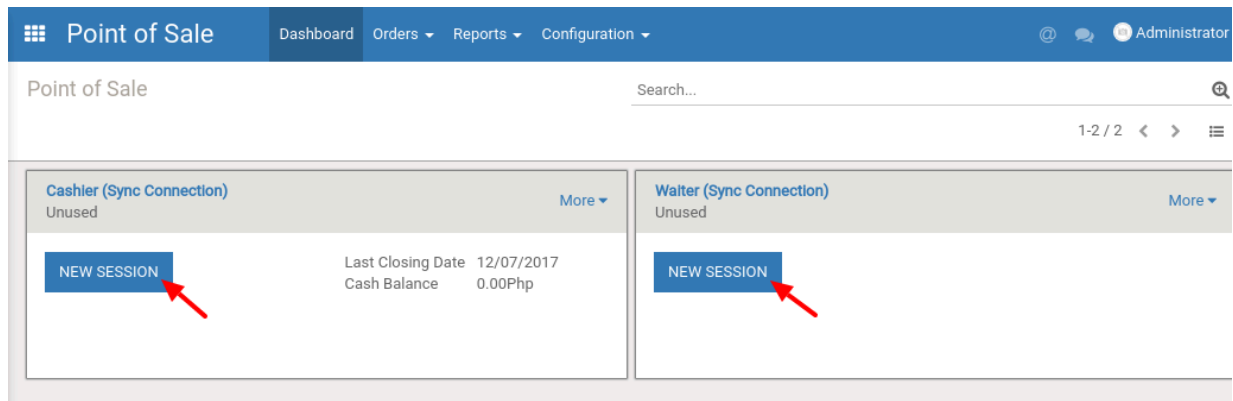 Point of Sale Dashboard Orders Reports Configuration @ Administrator
Point of Sale Search...
1-2 / 2
Cashier (Sync Connection) More
Unused
NEW SESSION
Last Closing Date 12/07/2017
Cash Balance 0.00Php
Waiter (Sync Connection) More
Unused
NEW SESSION